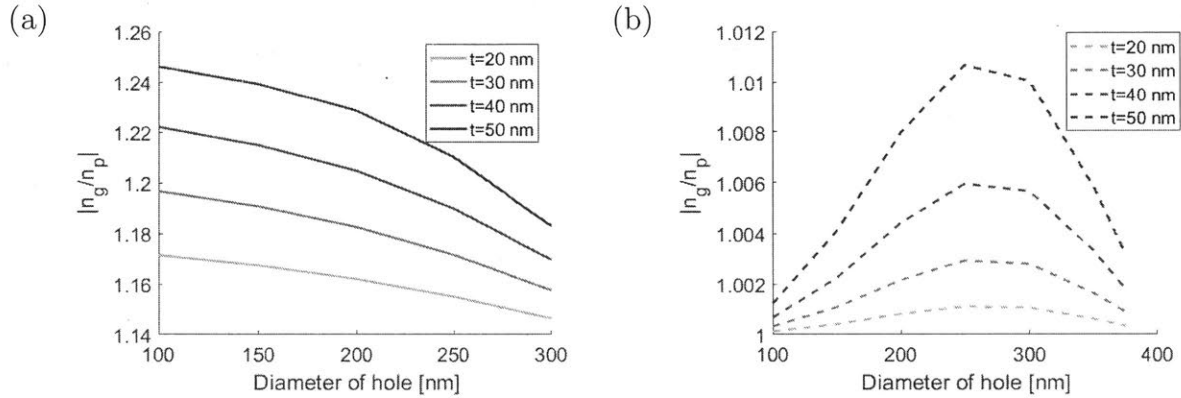 (a)
1.26
1.24
1.22
1.2
1.18
1.16
1.14
|n_g/n_p|
t=20 nm
t=30 nm
t=40 nm
t=50 nm
100 150 200 250 300
Diameter of hole [nm]
(b)
1.012
1.01
1.008
1.006
1.004
1.002
1
|n_g/n_p|
t=20 nm
t=30 nm
t=40 nm
t=50 nm
100 200 300 400
Diameter of hole [nm]